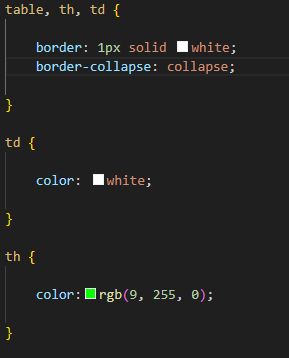 table, th, td {
border: 1px solid white;
border-collapse: collapse;
}
td {
color: white;
}
th {
color: rgb(9, 255, 0);
}